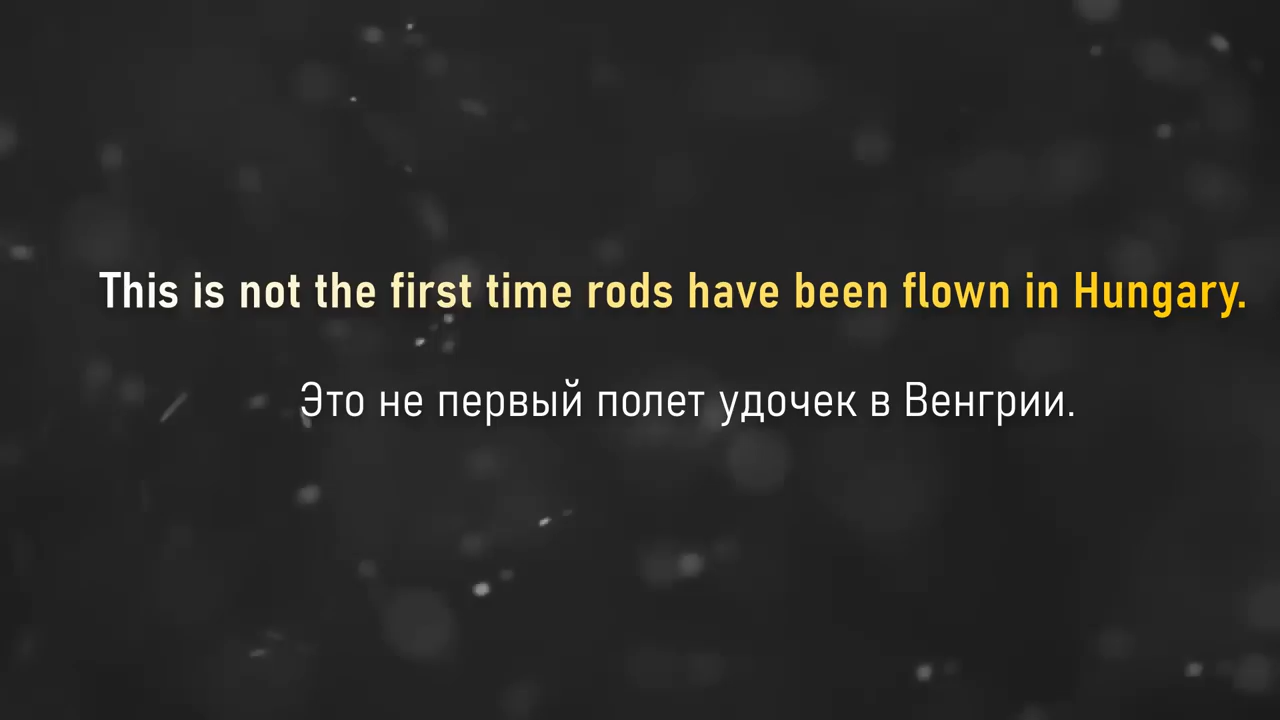 This is not the first time rods have been flown in Hungary.
Это не первый полет удочек в Венгрии.